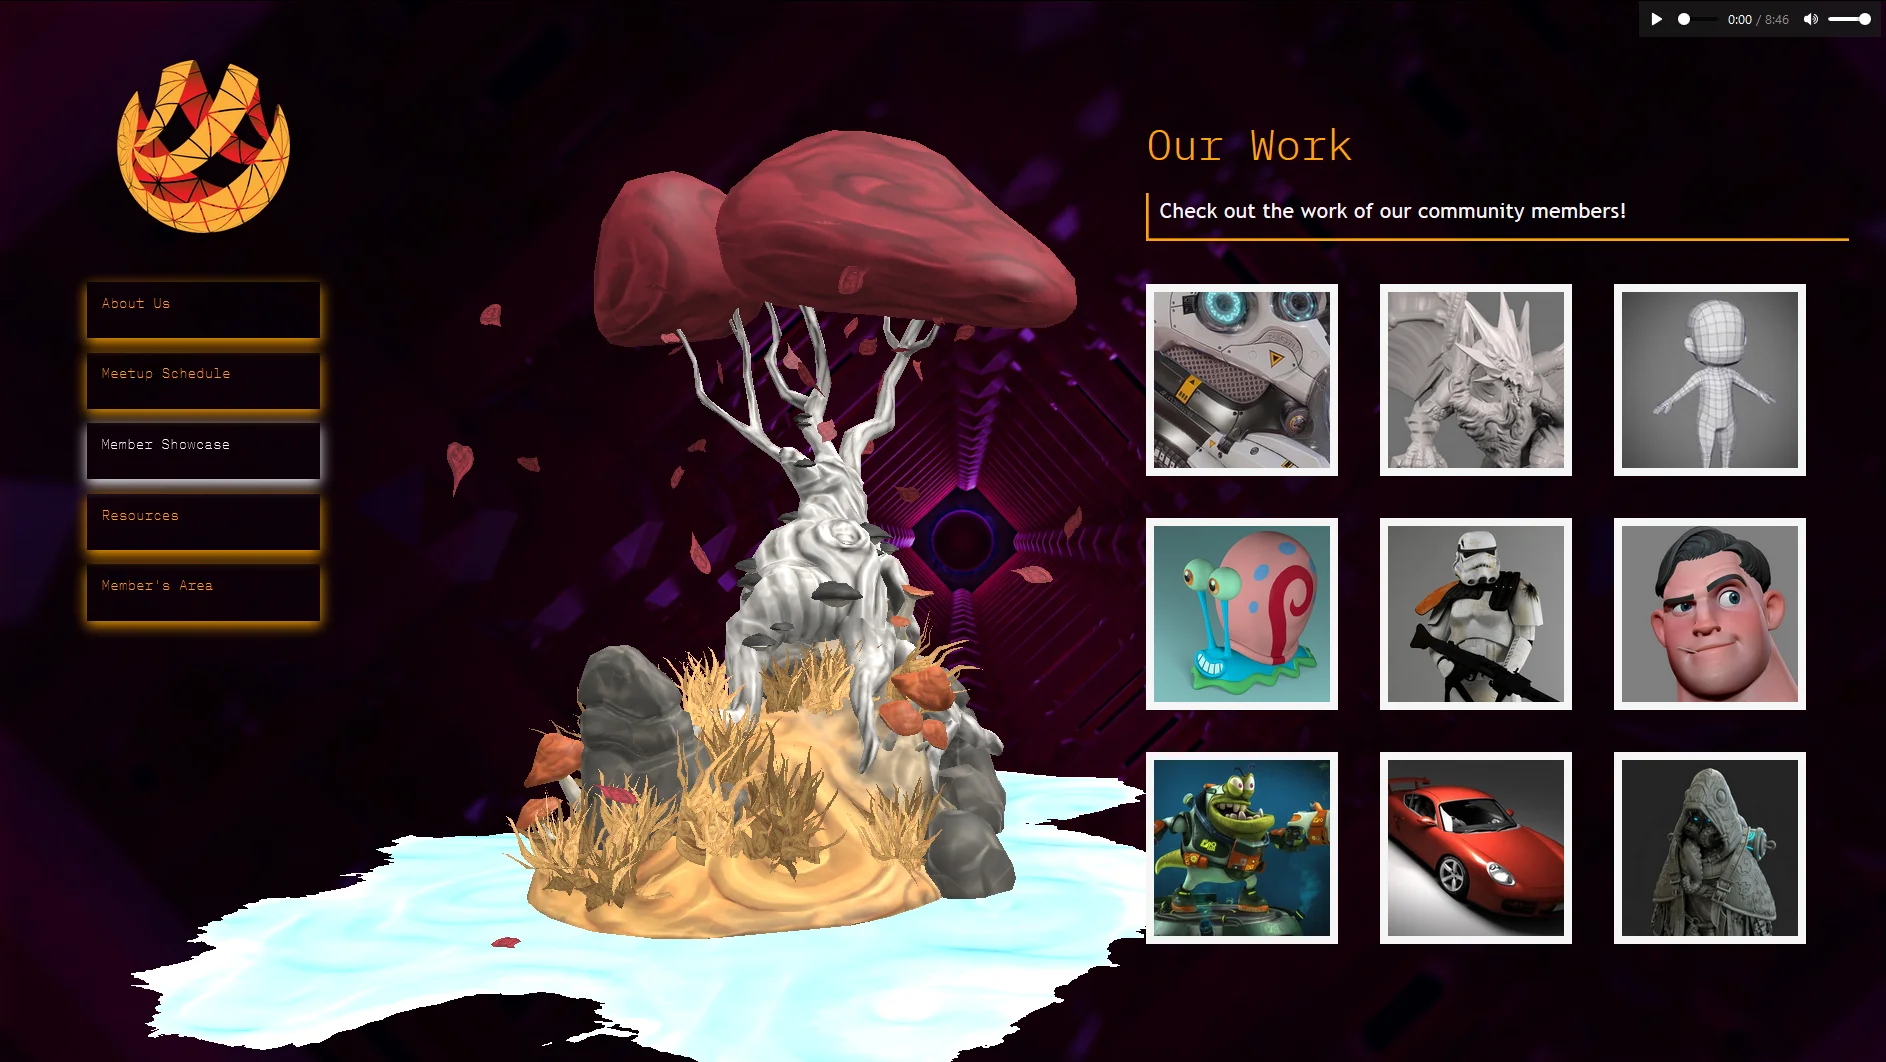 0:00 / 8:46
About Us
Meetup Schedule
Member Showcase
Resources
Member's Area
Our Work
Check out the work of our community members!